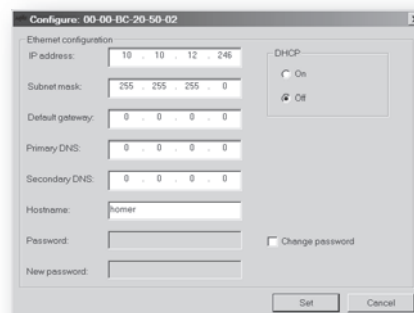 Configure: 00-00-BC-20-50-02
Ethernet configuration
IP address: 10 . 10 . 12 . 246
DHCP
On
Subnet mask: 255 . 255 . 255 . 0
Off
Default gateway: 0 . 0 . 0 . 0
Primary DNS: 0 . 0 . 0 . 0
Secondary DNS: 0 . 0 . 0 . 0
Hostname: homer
Password:
Change password
New password:
Set
Cancel